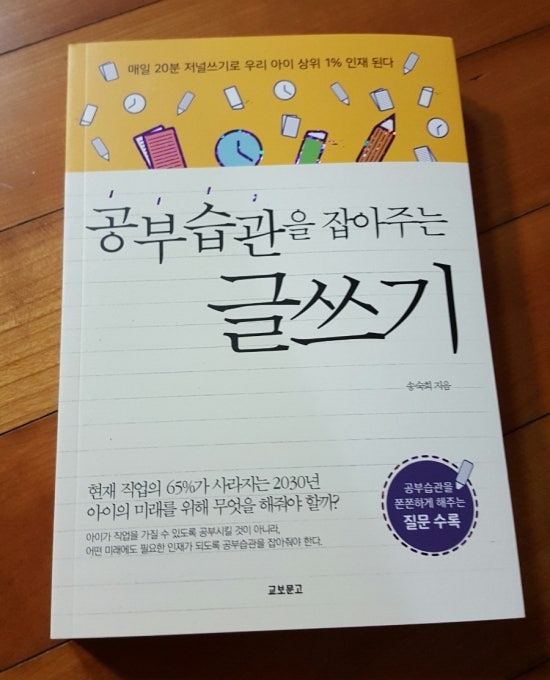 매일 20분 저널쓰기로 우리 아이 상위 1% 인재 된다
공부습관을 잡아주는
글쓰기
송숙희 지음
현재 직업의 65%가 사라지는 2030년
아이의 미래를 위해 무엇을 해줘야 할까?
아이가 직업을 가질 수 있도록 공부시킬 것이 아니라,
어떤 미래에도 필요한 인재가 되도록 공부습관을 잡아줘야 한다.
공부습관을
쫀쫀하게 해주는
질문 수록
교보문고